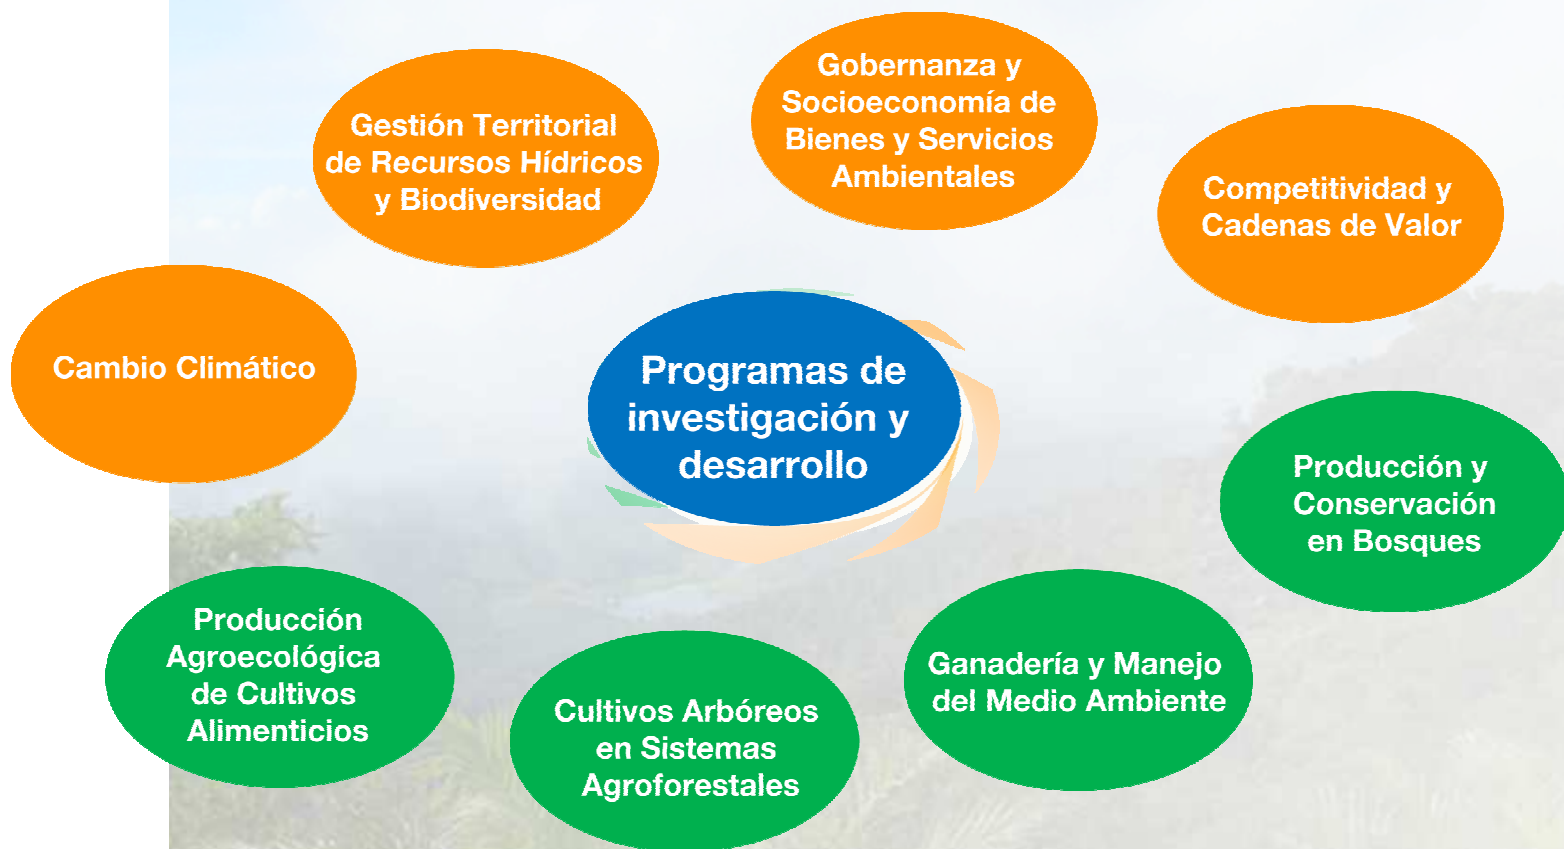 Gobernanza y
Socioeconomía de
Bienes y Servicios
Ambientales
Gestión Territorial
de Recursos Hídricos
y Biodiversidad
Competitividad y
Cadenas de Valor
Cambio Climático
Programas de
investigación y
desarrollo
Producción y
Conservación
en Bosques
Producción
Agroecológica
de Cultivos
Alimenticios
Cultivos Arbóreos
en Sistemas
Agroforestales
Ganadería y Manejo
del Medio Ambiente